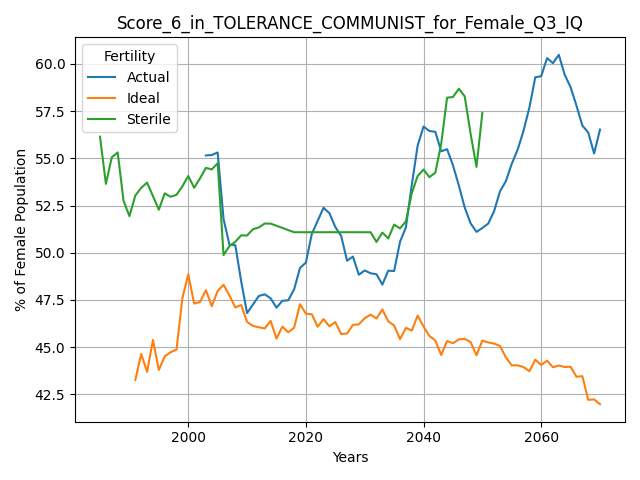 Score_6_in_TOLERANCE_COMMUNIST_for_Female_Q3_IQ
Fertility
Actual
Ideal
Sterile
% of Female Population
60.0
57.5
55.0
52.5
50.0
47.5
45.0
42.5
2000
2020
2040
2060
Years